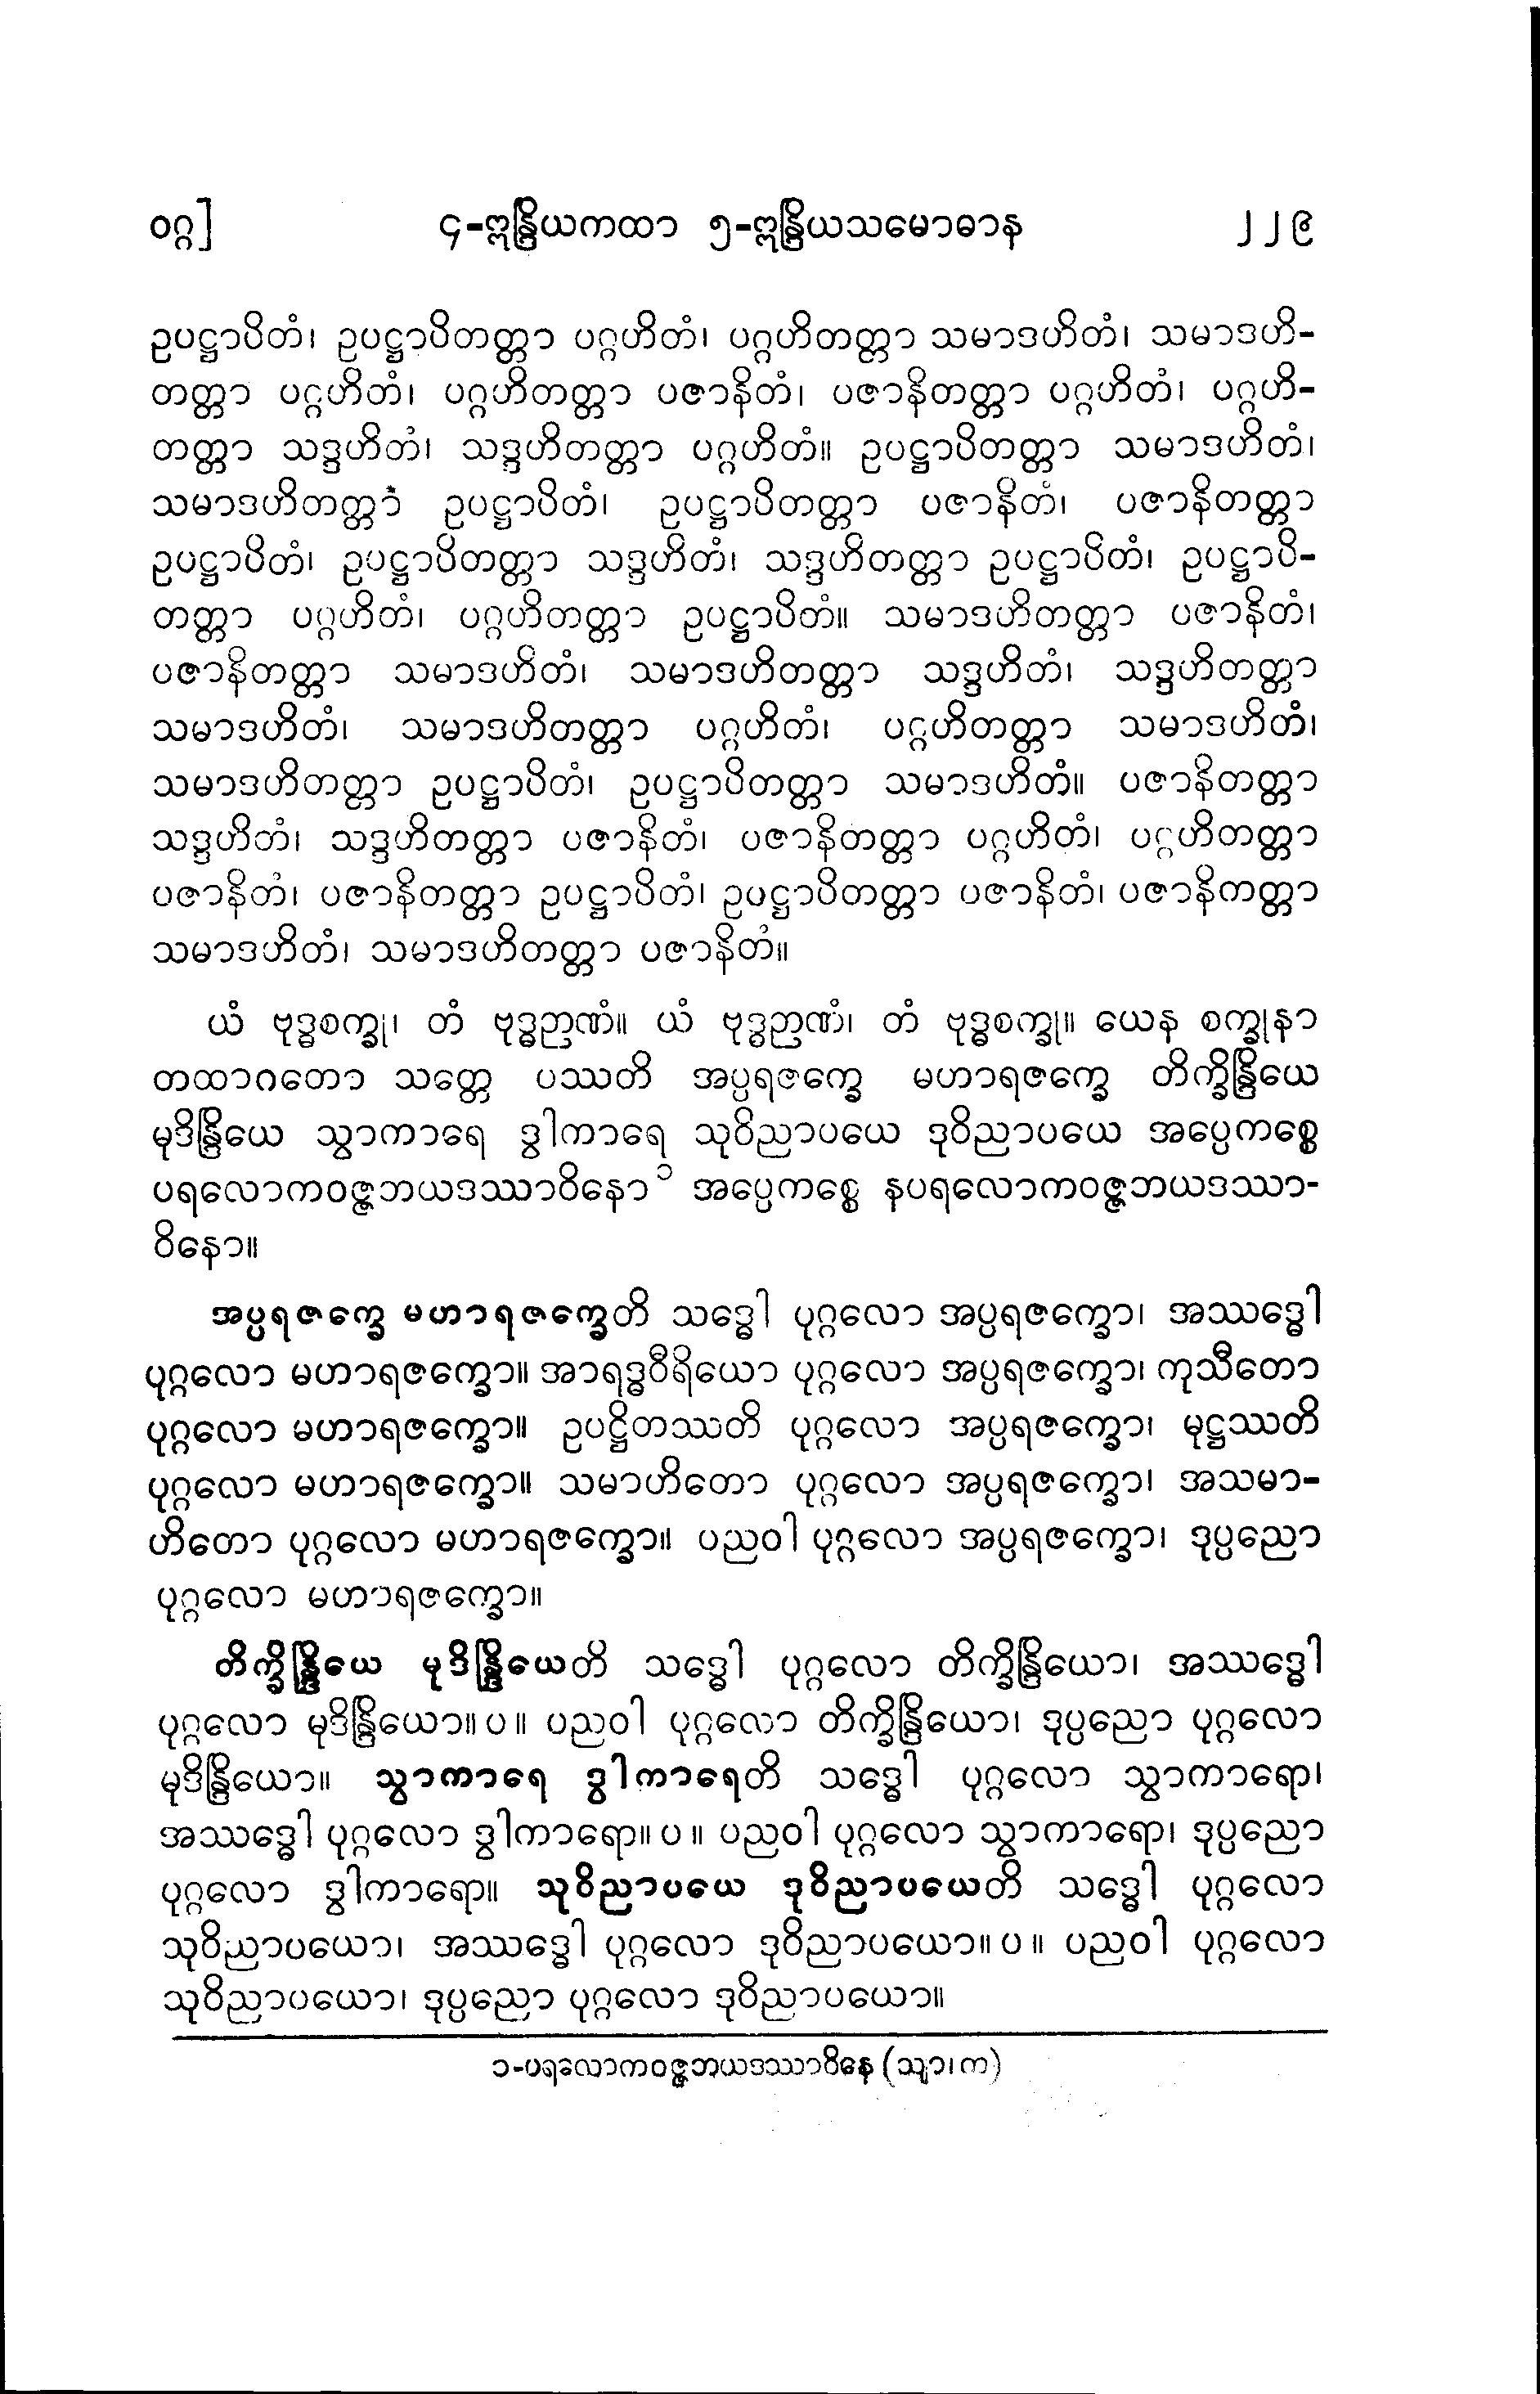 ဝဂ္ဂ] ၄-ဣန္ဒြိယကထာ ၅-ဣန္ဒြိယသမောဓာန ၂၂၉
ဥပဋ္ဌာပိတံ၊ ဥပဋ္ဌာပိတတ္တာ ပဂ္ဂဟိတံ၊ ပဂ္ဂဟိတတ္တာ သမာဒဟိတံ၊ သမာဒဟိ-
တတ္တာ ပဂ္ဂဟိတံ၊ ပဂ္ဂဟိတတ္တာ ပဇာနိတံ၊ ပဇာနိတတ္တာ ပဂ္ဂဟိတံ၊ ပဂ္ဂဟိ-
တတ္တာ သဒ္ဒဟိတံ၊ သဒ္ဒဟိတတ္တာ ပဂ္ဂဟိတံ။ ဥပဋ္ဌာပိတတ္တာ သမာဒဟိတံ၊
သမာဒဟိတတ္တာံ ဥပဋ္ဌာပိတံ၊ ဥပဋ္ဌာပိတတ္တာ ပဇာနိတံ၊ ပဇာနိတတ္တာ
ဥပဋ္ဌာပိတံ၊ ဥပဋ္ဌာပိတတ္တာ သဒ္ဒဟိတံ၊ သဒ္ဒဟိတတ္တာ ဥပဋ္ဌာပိတံ၊ ဥပဋ္ဌာပိ-
တတ္တာ ပဂ္ဂဟိတံ၊ ပဂ္ဂဟိတတ္တာ ဥပဋ္ဌာပိတံ။ သမာဒဟိတတ္တာ ပဇာနိတံ၊
ပဇာနိတတ္တာ သမာဒဟိတံ၊ သမာဒဟိတတ္တာ သဒ္ဒဟိတံ၊ သဒ္ဒဟိတတ္တာ
သမာဒဟိတံ၊ သမာဒဟိတတ္တာ ပဂ္ဂဟိတံ၊ ပဂ္ဂဟိတတ္တာ သမာဒဟိတံ၊
သမာဒဟိတတ္တာ ဥပဋ္ဌာပိတံ၊ ဥပဋ္ဌာပိတတ္တာ သမာဒဟိတံ။ ပဇာနိတတ္တာ
သဒ္ဒဟိတံ၊ သဒ္ဒဟိတတ္တာ ပဇာနိတံ၊ ပဇာနိတတ္တာ ပဂ္ဂဟိတံ၊ ပဂ္ဂဟိတတ္တာ
ပဇာနိတံ၊ ပဇာနိတတ္တာ ဥပဋ္ဌာပိတံ၊ ဥပဋ္ဌာပိတတ္တာ ပဇာနိတံ၊ ပဇာနိတတ္တာ
သမာဒဟိတံ၊ သမာဒဟိတတ္တာ ပဇာနိတံ။
ယံ ဗုဒ္ဓစက္ခု၊ တံ ဗုဒ္ဓဉာဏံ။ ယံ ဗုဒ္ဓဉာဏံ၊ တံ ဗုဒ္ဓစက္ခု။ ယေန စက္ခုနာ
တထာဂတော သတ္တေ ပဿတိ အပ္ပရဇက္ခေ မဟာရဇက္ခေ တိက္ခိန္ဒြိယေ
မုဒိန္ဒြိယေ သွာကာရေ ဒွါကာရေ သုဝိညာပယေ ဒုဝိညာပယေ အပ္ပေကစ္စေ
ပရလောကဝဇ္ဇဘယဒဿာဝိနော ၁ အပ္ပေကစ္စေ နပရလောကဝဇ္ဇဘယဒဿာ-
ဝိနော။
အပ္ပရဇက္ခေ မဟာရဇက္ခေတိ သဒ္ဓေါ ပုဂ္ဂလော အပ္ပရဇက္ခော၊ အဿဒ္ဓေါ
ပုဂ္ဂလော မဟာရဇက္ခော။ အာရဒ္ဓဝီရိယော ပုဂ္ဂလော အပ္ပရဇက္ခော၊ ကုသီတော
ပုဂ္ဂလော မဟာရဇက္ခော။ ဥပဋ္ဌိတဿတိ ပုဂ္ဂလော အပ္ပရဇက္ခော၊ မုဋ္ဌဿတိ
ပုဂ္ဂလော မဟာရဇက္ခော။ သမာဟိတော ပုဂ္ဂလော အပ္ပရဇက္ခော၊ အသမာ-
ဟိတော ပုဂ္ဂလော မဟာရဇက္ခော။ ပညဝါ ပုဂ္ဂလော အပ္ပရဇက္ခော၊ ဒုပ္ပညော
ပုဂ္ဂလော မဟာရဇက္ခော။
တိက္ခိန္ဒြိယေ မုဒိန္ဒြိယေတိ သဒ္ဓေါ ပုဂ္ဂလော တိက္ခိန္ဒြိယော၊ အဿဒ္ဓေါ
ပုဂ္ဂလော မုဒိန္ဒြိယော။ ပ ။ ပညဝါ ပုဂ္ဂလော တိက္ခိန္ဒြိယော၊ ဒုပ္ပညော ပုဂ္ဂလော
မုဒိန္ဒြိယော။ သွာကာရေ ဒွါကာရေတိ သဒ္ဓေါ ပုဂ္ဂလော သွာကာရော၊
အဿဒ္ဓေါ ပုဂ္ဂလော ဒွါကာရော။ ပ ။ ပညဝါ ပုဂ္ဂလော သွာကာရော၊ ဒုပ္ပညော
ပုဂ္ဂလော ဒွါကာရော။ သုဝိညာပယေ ဒုဝိညာပယေတိ သဒ္ဓေါ ပုဂ္ဂလော
သုဝိညာပယော၊ အဿဒ္ဓေါ ပုဂ္ဂလော ဒုဝိညာပယော။ ပ ။ ပညဝါ ပုဂ္ဂလော
သုဝိညာပယော၊ ဒုပ္ပညော ပုဂ္ဂလော ဒုဝိညာပယော။
၁-ပရလောကဝဇ္ဇဘယဒဿာဝိနေ (သျာ၊ က)